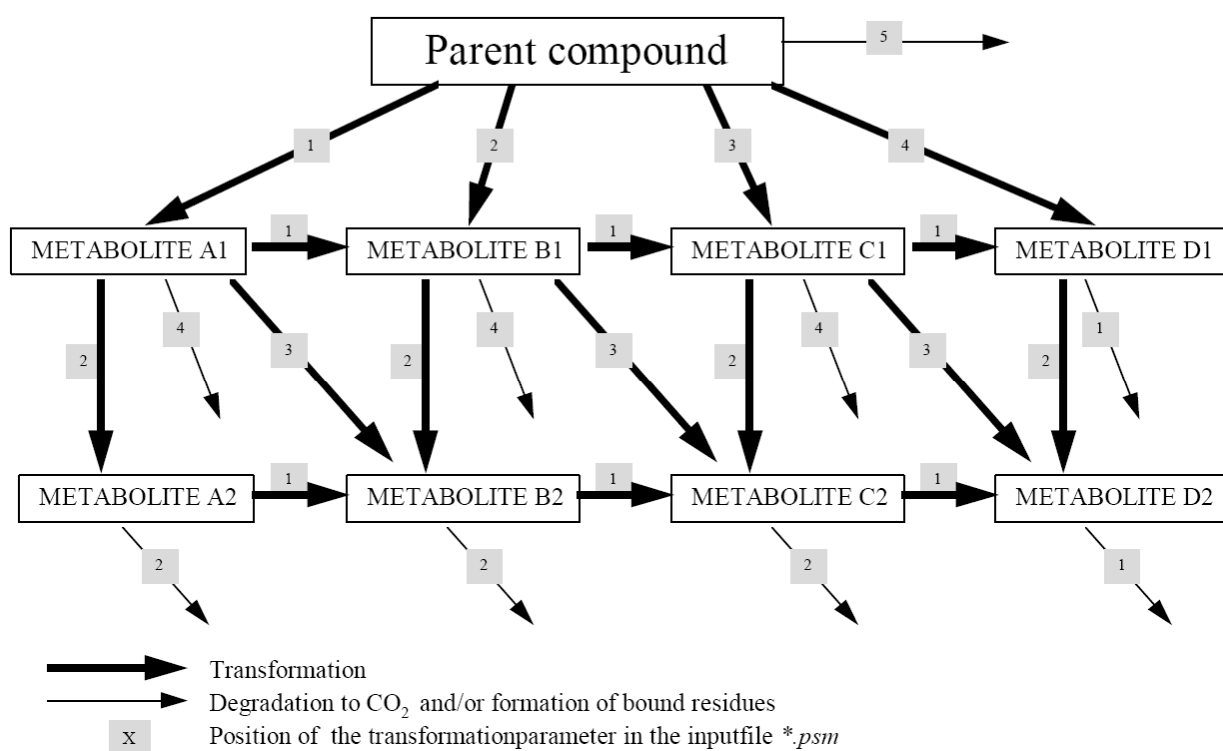 Parent compound
5
1
2
3
4
METABOLITE A1
1
METABOLITE B1
1
METABOLITE C1
1
METABOLITE D1
2
4
3
2
4
3
2
4
3
2
1
METABOLITE A2
1
METABOLITE B2
1
METABOLITE C2
1
METABOLITE D2
2
2
2
1
Transformation
Degradation to CO2 and/or formation of bound residues
X Position of the transformationparameter in the inputfile *.psm